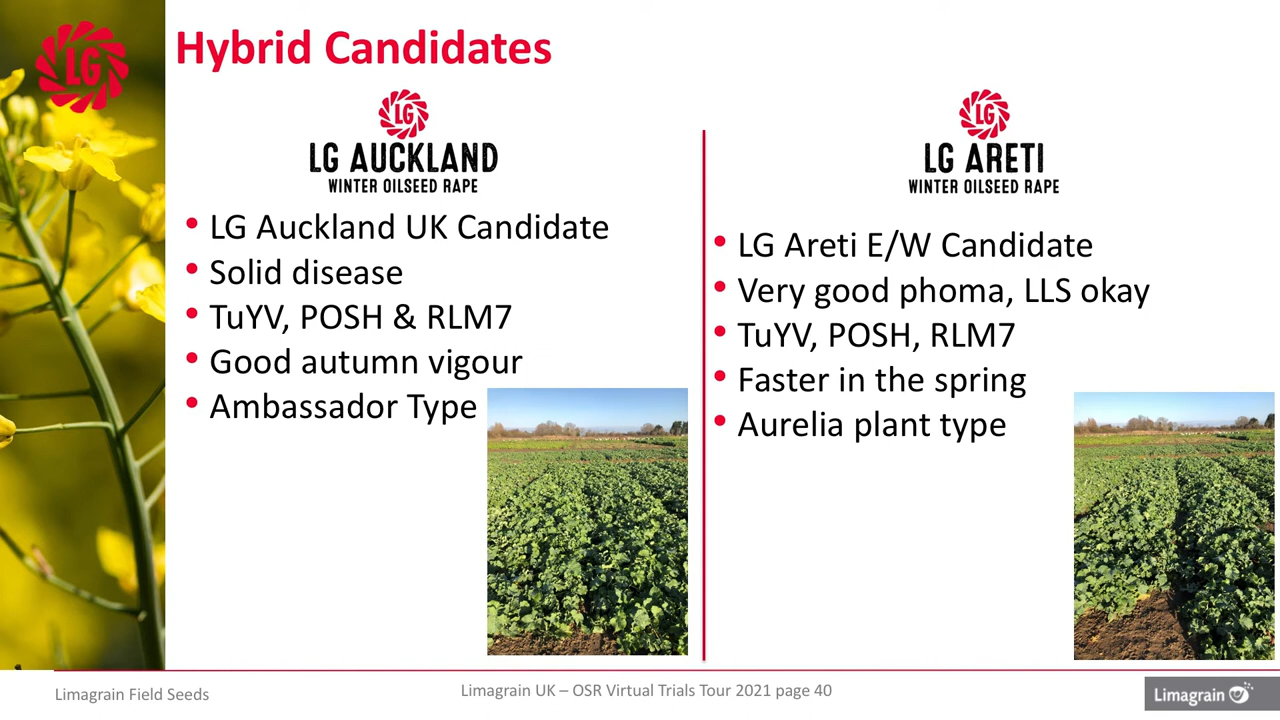 LG
Hybrid Candidates
LG
LG AUCKLAND
WINTER OILSEED RAPE
• LG Auckland UK Candidate
• Solid disease
• TuYV, POSH & RLM7
• Good autumn vigour
• Ambassador Type
LG
LG ARETI
WINTER OILSEED RAPE
• LG Areti E/W Candidate
• Very good phoma, LLS okay
• TuYV, POSH, RLM7
• Faster in the spring
• Aurelia plant type
Limagrain Field Seeds
Limagrain UK – OSR Virtual Trials Tour 2021 page 40
Limagrain